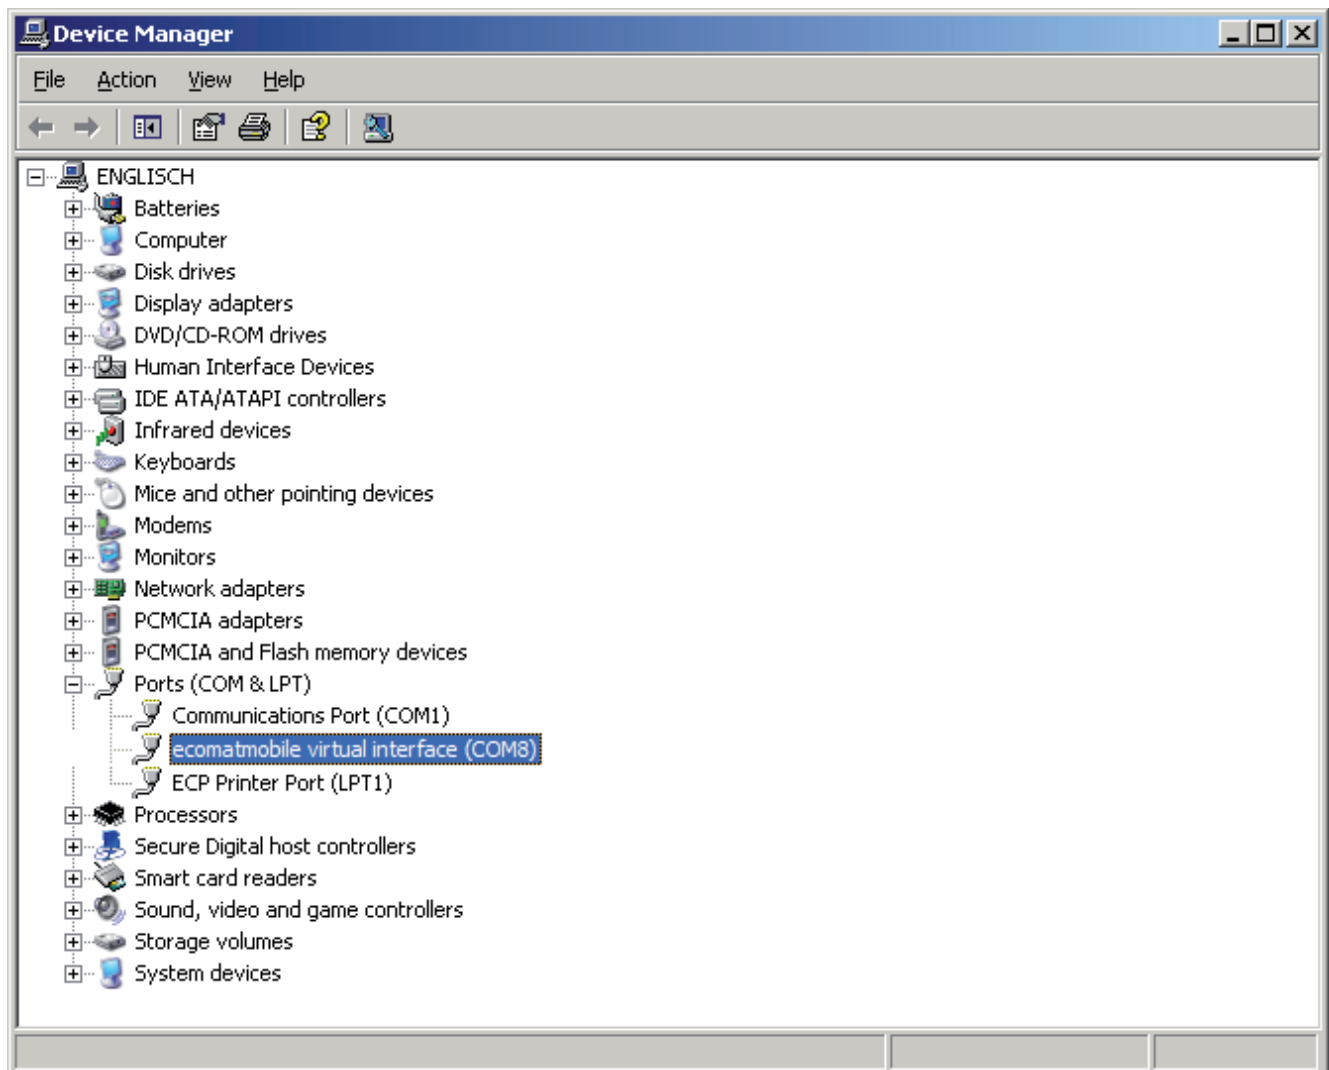 Device Manager
File Action View Help
ENGLISCH
Batteries
Computer
Disk drives
Display adapters
DVD/CD-ROM drives
Human Interface Devices
IDE ATA/ATAPI controllers
Infrared devices
Keyboards
Mice and other pointing devices
Modems
Monitors
Network adapters
PCMCIA adapters
PCMCIA and Flash memory devices
Ports (COM & LPT)
Communications Port (COM1)
ecomatmobile virtual interface (COM8)
ECP Printer Port (LPT1)
Processors
Secure Digital host controllers
Smart card readers
Sound, video and game controllers
Storage volumes
System devices